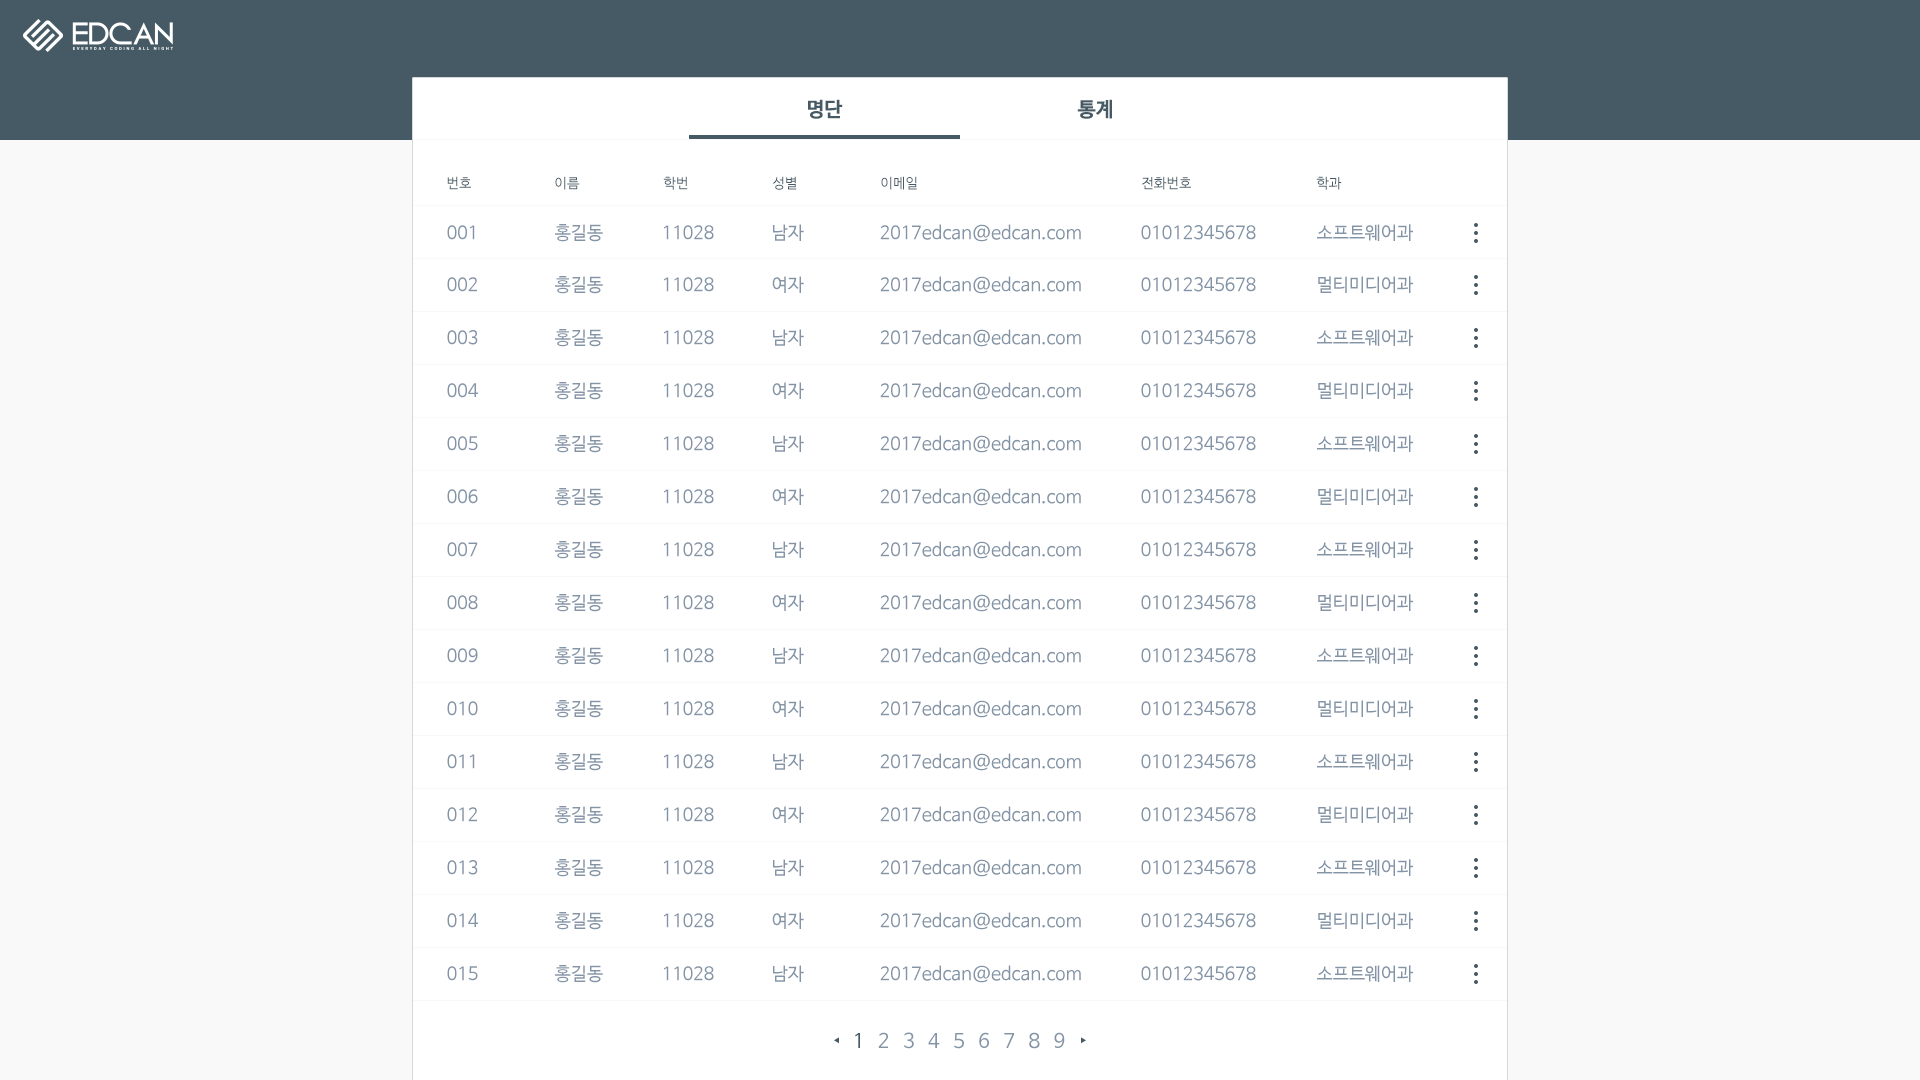 EDCAN
EVERYDAY CODING ALL NIGHT
명단 통계
번호 이름 학번 성별 이메일 전화번호 학과
001 홍길동 11028 남자 2017edcan@edcan.com 01012345678 소프트웨어과
002 홍길동 11028 여자 2017edcan@edcan.com 01012345678 멀티미디어과
003 홍길동 11028 남자 2017edcan@edcan.com 01012345678 소프트웨어과
004 홍길동 11028 여자 2017edcan@edcan.com 01012345678 멀티미디어과
005 홍길동 11028 남자 2017edcan@edcan.com 01012345678 소프트웨어과
006 홍길동 11028 여자 2017edcan@edcan.com 01012345678 멀티미디어과
007 홍길동 11028 남자 2017edcan@edcan.com 01012345678 소프트웨어과
008 홍길동 11028 여자 2017edcan@edcan.com 01012345678 멀티미디어과
009 홍길동 11028 남자 2017edcan@edcan.com 01012345678 소프트웨어과
010 홍길동 11028 여자 2017edcan@edcan.com 01012345678 멀티미디어과
011 홍길동 11028 남자 2017edcan@edcan.com 01012345678 소프트웨어과
012 홍길동 11028 여자 2017edcan@edcan.com 01012345678 멀티미디어과
013 홍길동 11028 남자 2017edcan@edcan.com 01012345678 소프트웨어과
014 홍길동 11028 여자 2017edcan@edcan.com 01012345678 멀티미디어과
015 홍길동 11028 남자 2017edcan@edcan.com 01012345678 소프트웨어과
1 2 3 4 5 6 7 8 9